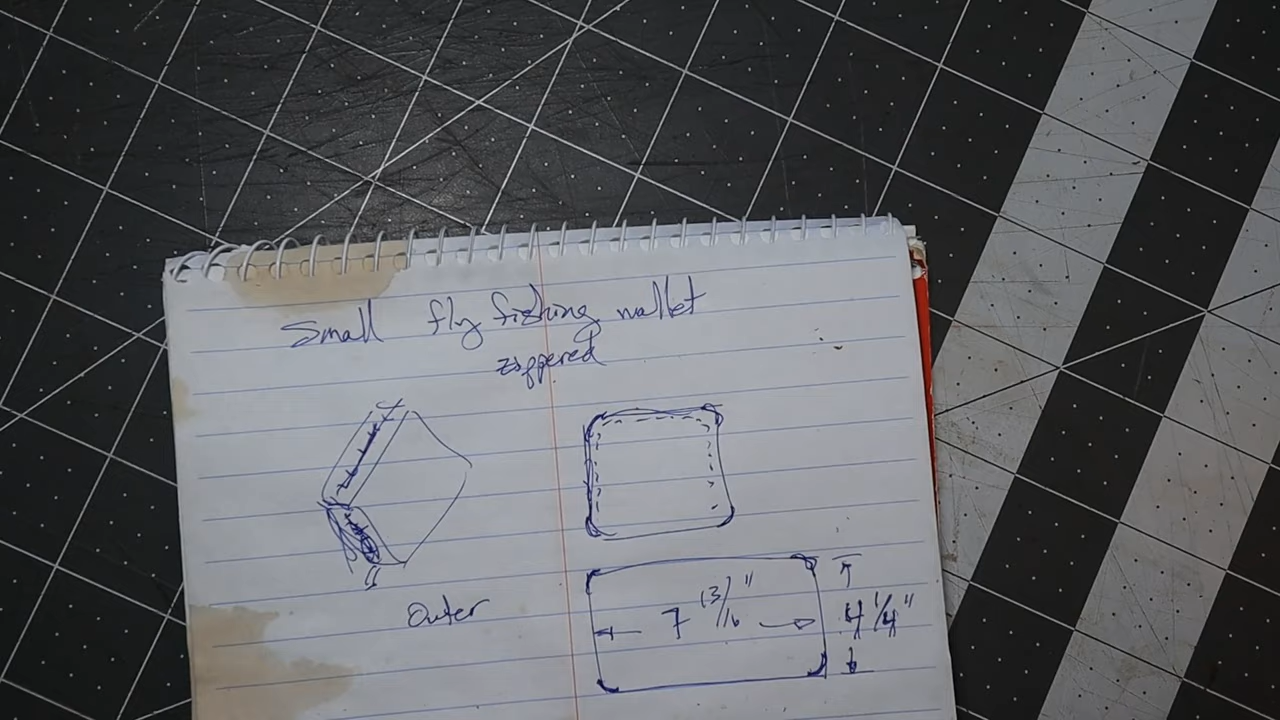 Small fly fishing wallet
zippered
Outer
7 13/16"
4 1/4"